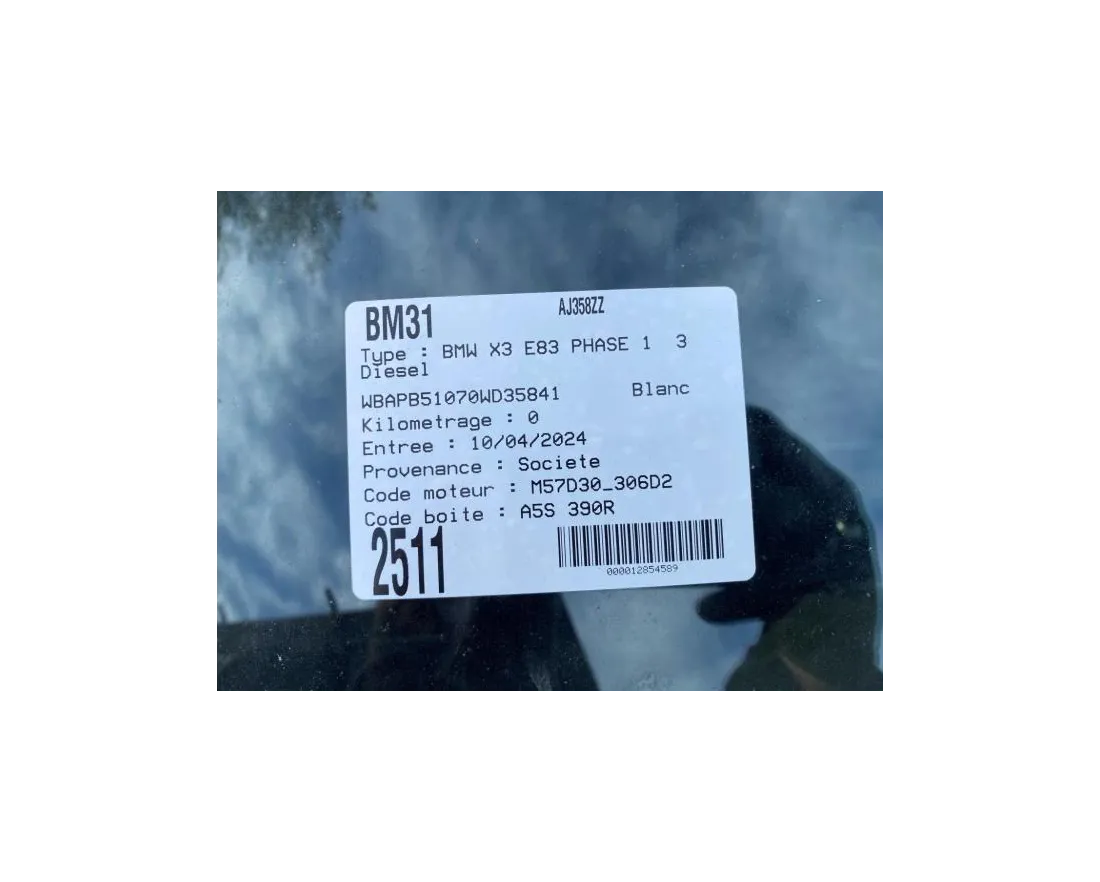 BM31 AJ358ZZ
Type : BMW X3 E83 PHASE 1 3
Diesel
WBAPB51070WD35841 Blanc
Kilometrage : 0
Entree : 10/04/2024
Provenance : Societe
Code moteur : M57D30_306D2
Code boite : A5S 390R
2511
000012854589